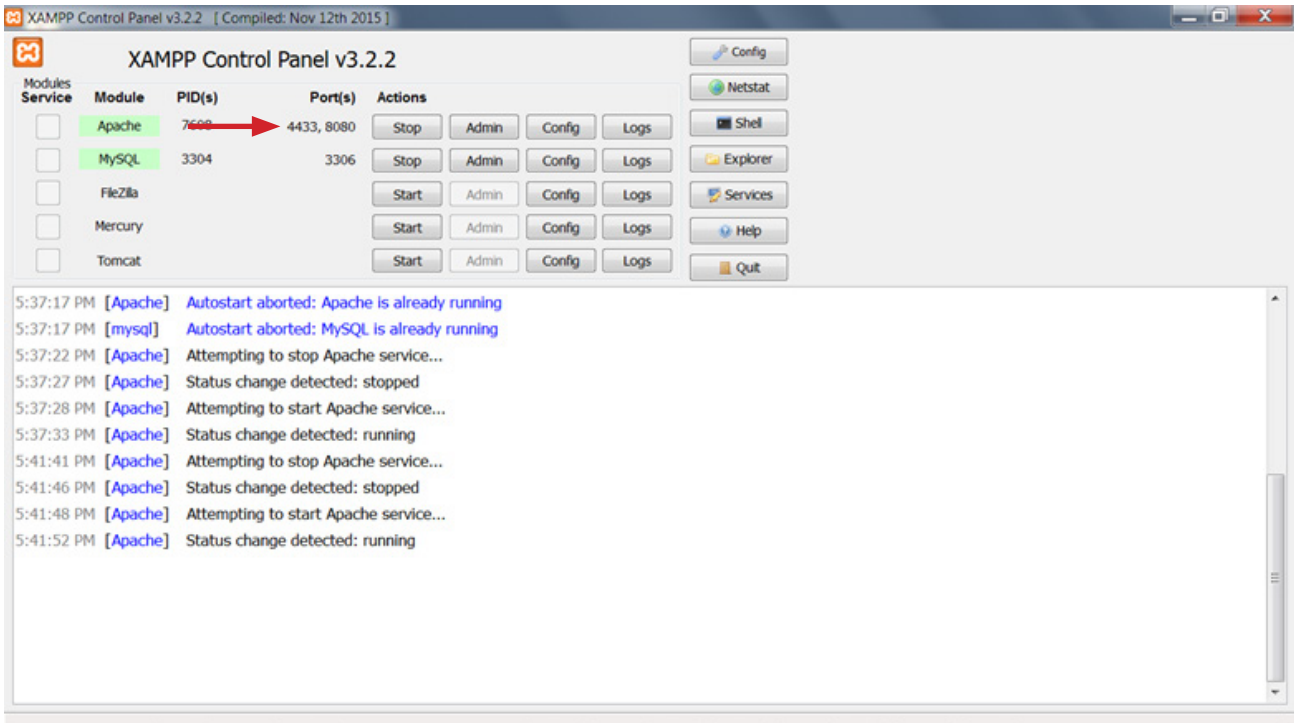 XAMPP Control Panel v3.2.2 [ Compiled: Nov 12th 2015 ]
XAMPP Control Panel v3.2.2
Modules
Service Module PID(s) Port(s) Actions
Apache 4433, 8080 Stop Admin Config Logs
MySQL 3304 3306 Stop Admin Config Logs
FileZilla Start Admin Config Logs
Mercury Start Admin Config Logs
Tomcat Start Admin Config Logs
Config
Netstat
Shell
Explorer
Services
Help
Quit
5:37:17 PM [Apache] Autostart aborted: Apache is already running
5:37:17 PM [mysql] Autostart aborted: MySQL is already running
5:37:22 PM [Apache] Attempting to stop Apache service...
5:37:27 PM [Apache] Status change detected: stopped
5:37:28 PM [Apache] Attempting to start Apache service...
5:37:33 PM [Apache] Status change detected: running
5:41:41 PM [Apache] Attempting to stop Apache service...
5:41:46 PM [Apache] Status change detected: stopped
5:41:48 PM [Apache] Attempting to start Apache service...
5:41:52 PM [Apache] Status change detected: running